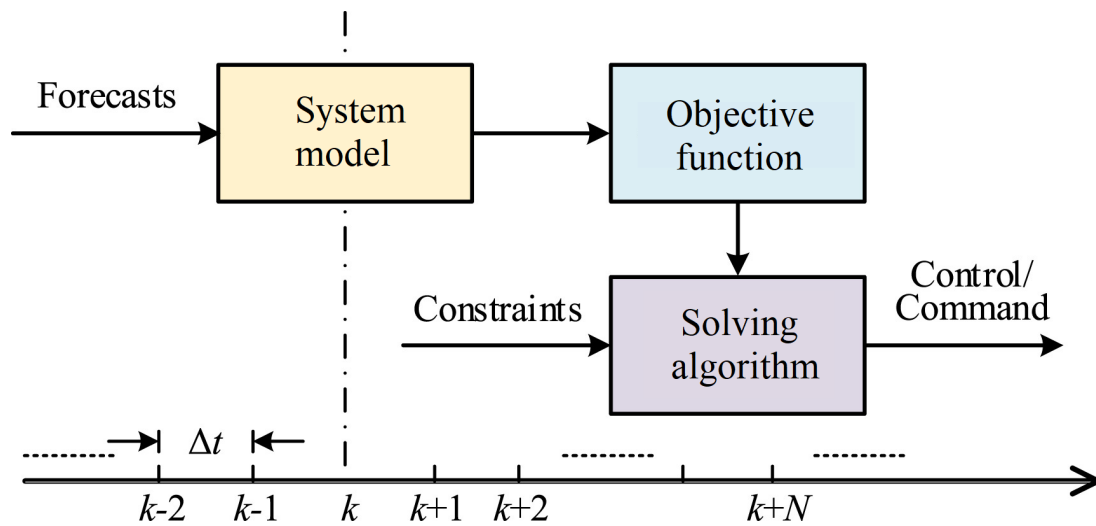 Forecasts
System
model
Objective
function
Constraints
Solving
algorithm
Control/
Command
Δt
k-2
k-1
k
k+1
k+2
k+N